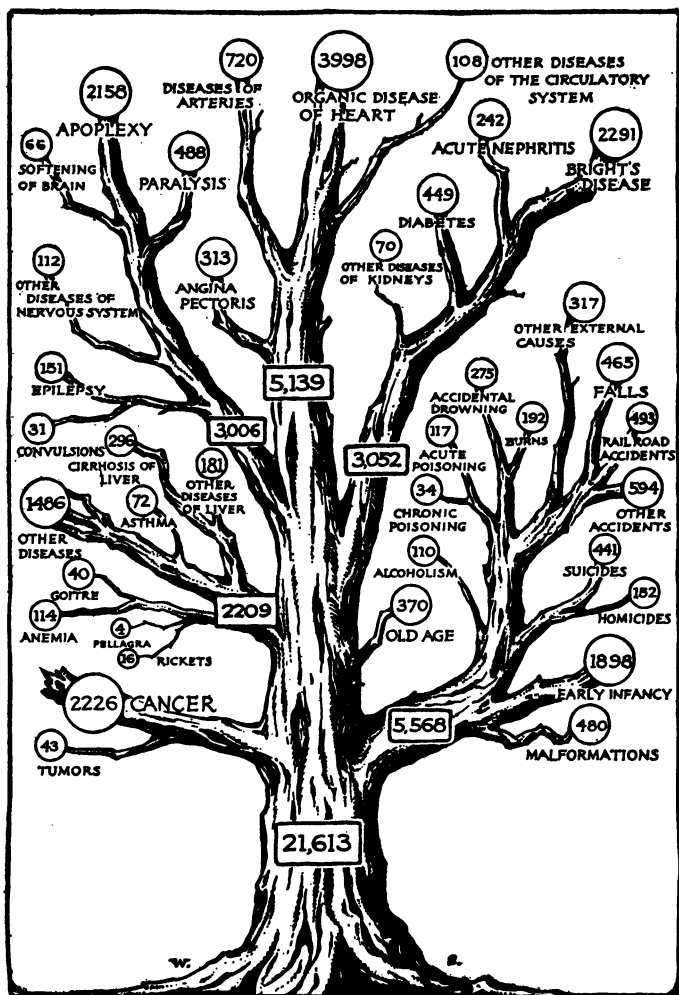 720
DISEASES OF
ARTERIES
3998
ORGANIC DISEASE
OF HEART
108
OTHER DISEASES
OF THE CIRCULATORY
SYSTEM
2158
APOPLEXY
242
ACUTE NEPHRITIS
2291
BRIGHT'S
DISEASE
66
SOFTENING
OF BRAIN
488
PARALYSIS
449
DIABETES
112
OTHER
DISEASES OF
NERVOUS SYSTEM
313
ANGINA
PECTORIS
70
OTHER DISEASES
OF KIDNEYS
317
OTHER EXTERNAL
CAUSES
151
EPILEPSY
5,139
275
ACCIDENTAL
DROWNING
465
FALLS
31
CONVULSIONS
3,006
192
BURNS
493
RAILROAD
ACCIDENTS
296
CIRRHOSIS OF
LIVER
181
OTHER
DISEASES
OF LIVER
3,052
117
ACUTE
POISONING
1486
OTHER
DISEASES
72
ASTHMA
34
CHRONIC
POISONING
594
OTHER
ACCIDENTS
40
GOITRE
110
ALCOHOLISM
441
SUICIDES
114
ANEMIA
2209
370
OLD AGE
152
HOMICIDES
4
PELLAGRA
16
RICKETS
2226
CANCER
1898
EARLY INFANCY
5,568
43
TUMORS
480
MALFORMATIONS
21,613
W.